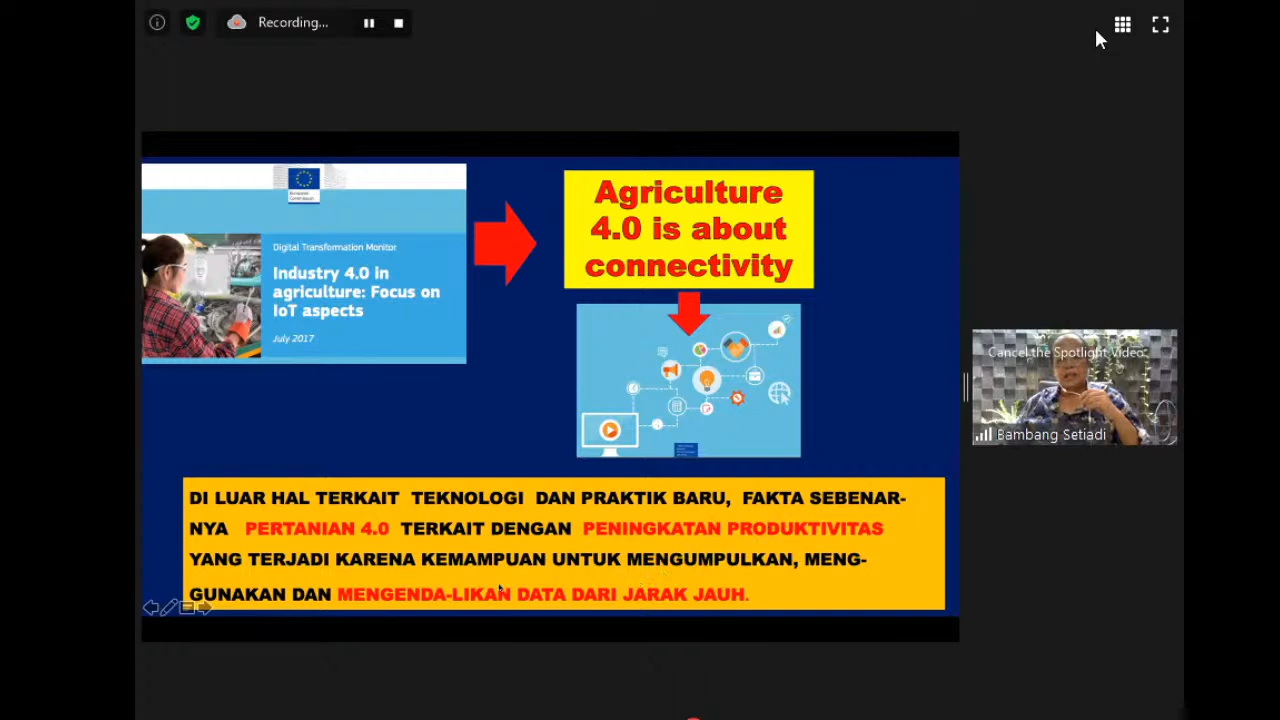 Recording...
European
Commission
Digital Transformation Monitor
Industry 4.0 in
agriculture: Focus on
IoT aspects
July 2017
Agriculture
4.0 is about
connectivity
Cancel the Spotlight Video
Bambang Setiadi
DI LUAR HAL TERKAIT TEKNOLOGI DAN PRAKTIK BARU, FAKTA SEBENAR-
NYA PERTANIAN 4.0 TERKAIT DENGAN PENINGKATAN PRODUKTIVITAS
YANG TERJADI KARENA KEMAMPUAN UNTUK MENGUMPULKAN, MENG-
GUNAKAN DAN MENGENDA-LIKAN DATA DARI JARAK JAUH.